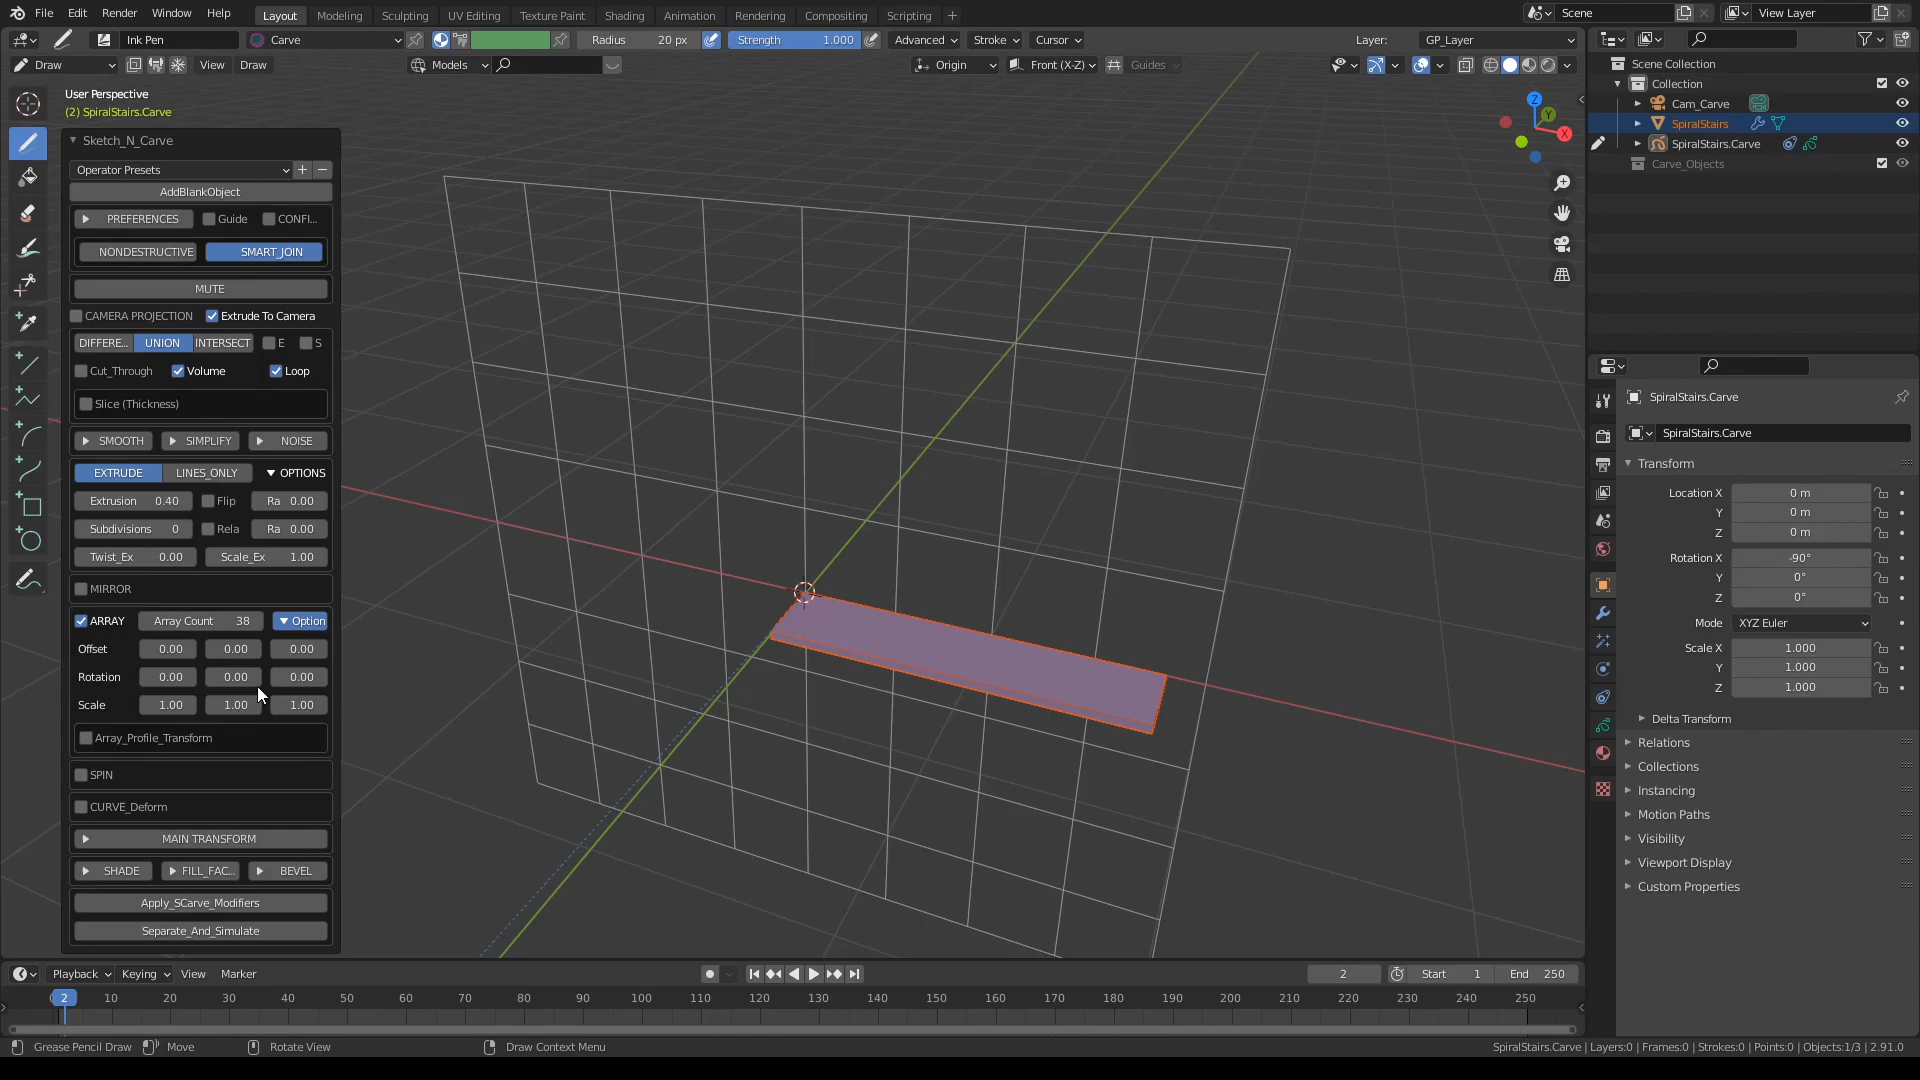 File Edit Render Window Help Layout Modeling Sculpting UV Editing Texture Paint Shading Animation Rendering Compositing Scripting + Scene View Layer
Ink Pen Carve Radius 20 px Strength 1.000 Advanced Stroke Cursor Layer: GP_Layer
Draw View Draw Models Origin Front (X-Z) Guides
User Perspective
(2) SpiralStairs.Carve
Sketch_N_Carve
Operator Presets
AddBlankObject
PREFERENCES Guide CONFI...
NONDESTRUCTIVE SMART_JOIN
MUTE
CAMERA PROJECTION Extrude To Camera
DIFFERE... UNION INTERSECT E S
Cut_Through Volume Loop
Slice (Thickness)
SMOOTH SIMPLIFY NOISE
EXTRUDE LINES_ONLY OPTIONS
Extrusion 0.40 Flip Ra 0.00
Subdivisions 0 Rela Ra 0.00
Twist_Ex 0.00 Scale_Ex 1.00
MIRROR
ARRAY Array Count 38 Option
Offset 0.00 0.00 0.00
Rotation 0.00 0.00 0.00
Scale 1.00 1.00 1.00
Array_Profile_Transform
SPIN
CURVE_Deform
MAIN TRANSFORM
SHADE FILL_FAC... BEVEL
Apply_SCarve_Modifiers
Separate_And_Simulate
Z
Y
X
Scene Collection
Collection
Cam_Carve
SpiralStairs
SpiralStairs.Carve
Carve_Objects
SpiralStairs.Carve
SpiralStairs.Carve
Transform
Location X 0 m
Y 0 m
Z 0 m
Rotation X -90°
Y 0°
Z 0°
Mode XYZ Euler
Scale X 1.000
Y 1.000
Z 1.000
Delta Transform
Relations
Collections
Instancing
Motion Paths
Visibility
Viewport Display
Custom Properties
Playback Keying View Marker 2 Start 1 End 250
2 10 20 30 40 50 60 70 80 90 100 110 120 130 140 150 160 170 180 190 200 210 220 230 240 250
Grease Pencil Draw Move Rotate View Draw Context Menu SpiralStairs.Carve | Layers:0 | Frames:0 | Strokes:0 | Points:0 | Objects:1/3 | 2.91.0